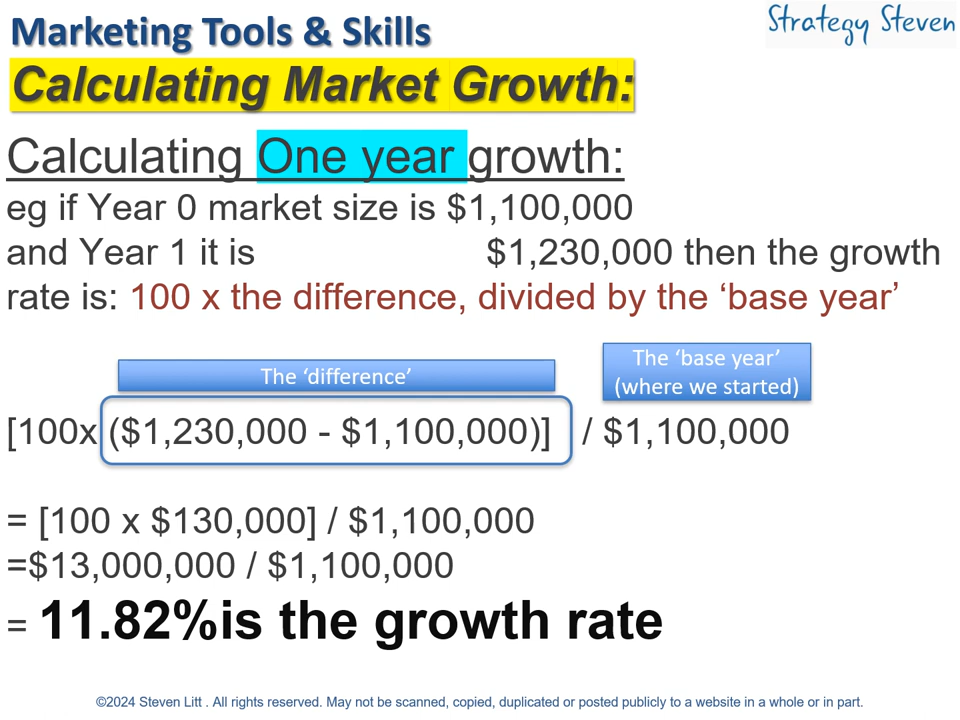 Marketing Tools & Skills
Strategy Steven
Calculating Market Growth:
Calculating One year growth:
eg if Year 0 market size is $1,100,000
and Year 1 it is $1,230,000 then the growth
rate is: 100 x the difference, divided by the ‘base year’
The ‘difference’
The ‘base year’
(where we started)
[100x ($1,230,000 - $1,100,000)] / $1,100,000
= [100 x $130,000] / $1,100,000
=$13,000,000 / $1,100,000
= 11.82%is the growth rate
©2024 Steven Litt . All rights reserved. May not be scanned, copied, duplicated or posted publicly to a website in a whole or in part.